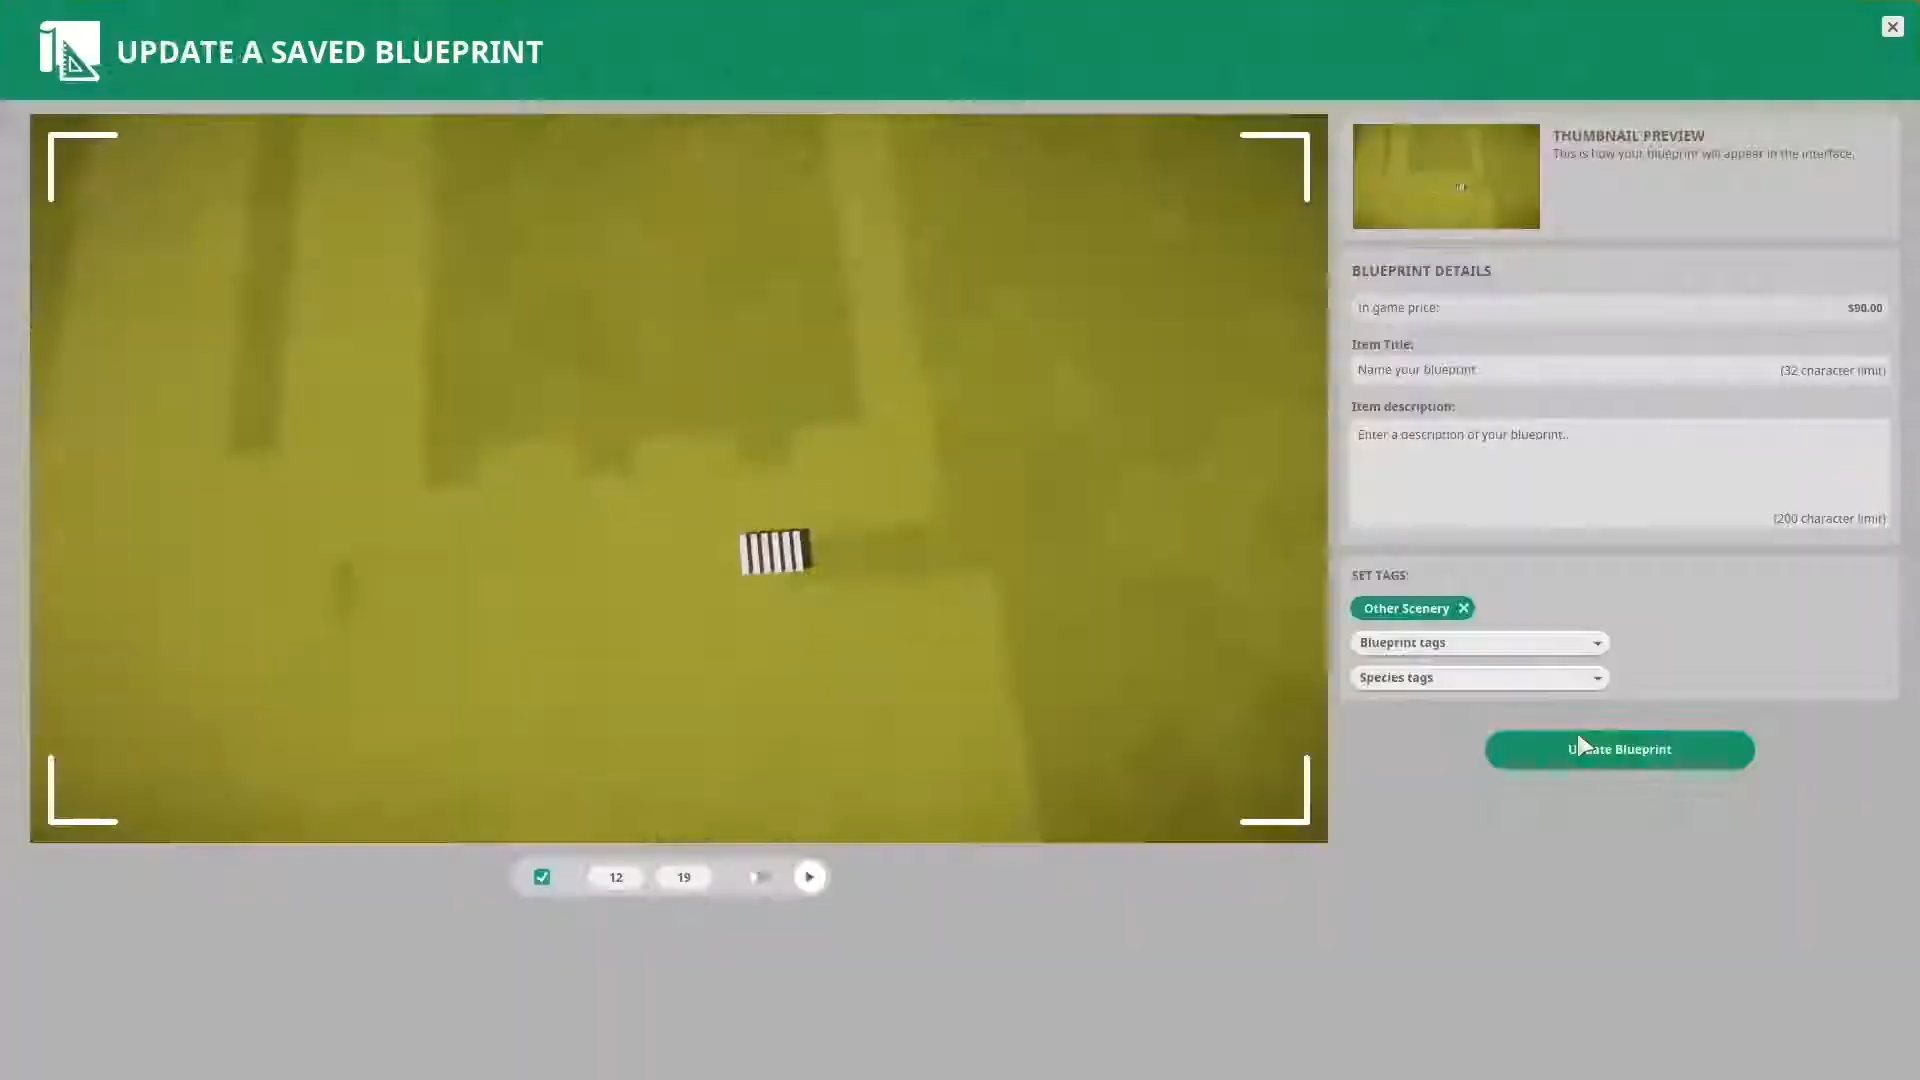 UPDATE A SAVED BLUEPRINT
THUMBNAIL PREVIEW
This is how your blueprint will appear in the interface.
BLUEPRINT DETAILS
In game price:
$90.00
Item Title:
Name your blueprint
(32 character limit)
Item description:
Enter a description of your blueprint..
(200 character limit)
SET TAGS:
Other Scenery
Blueprint tags
Species tags
Update Blueprint
12
19